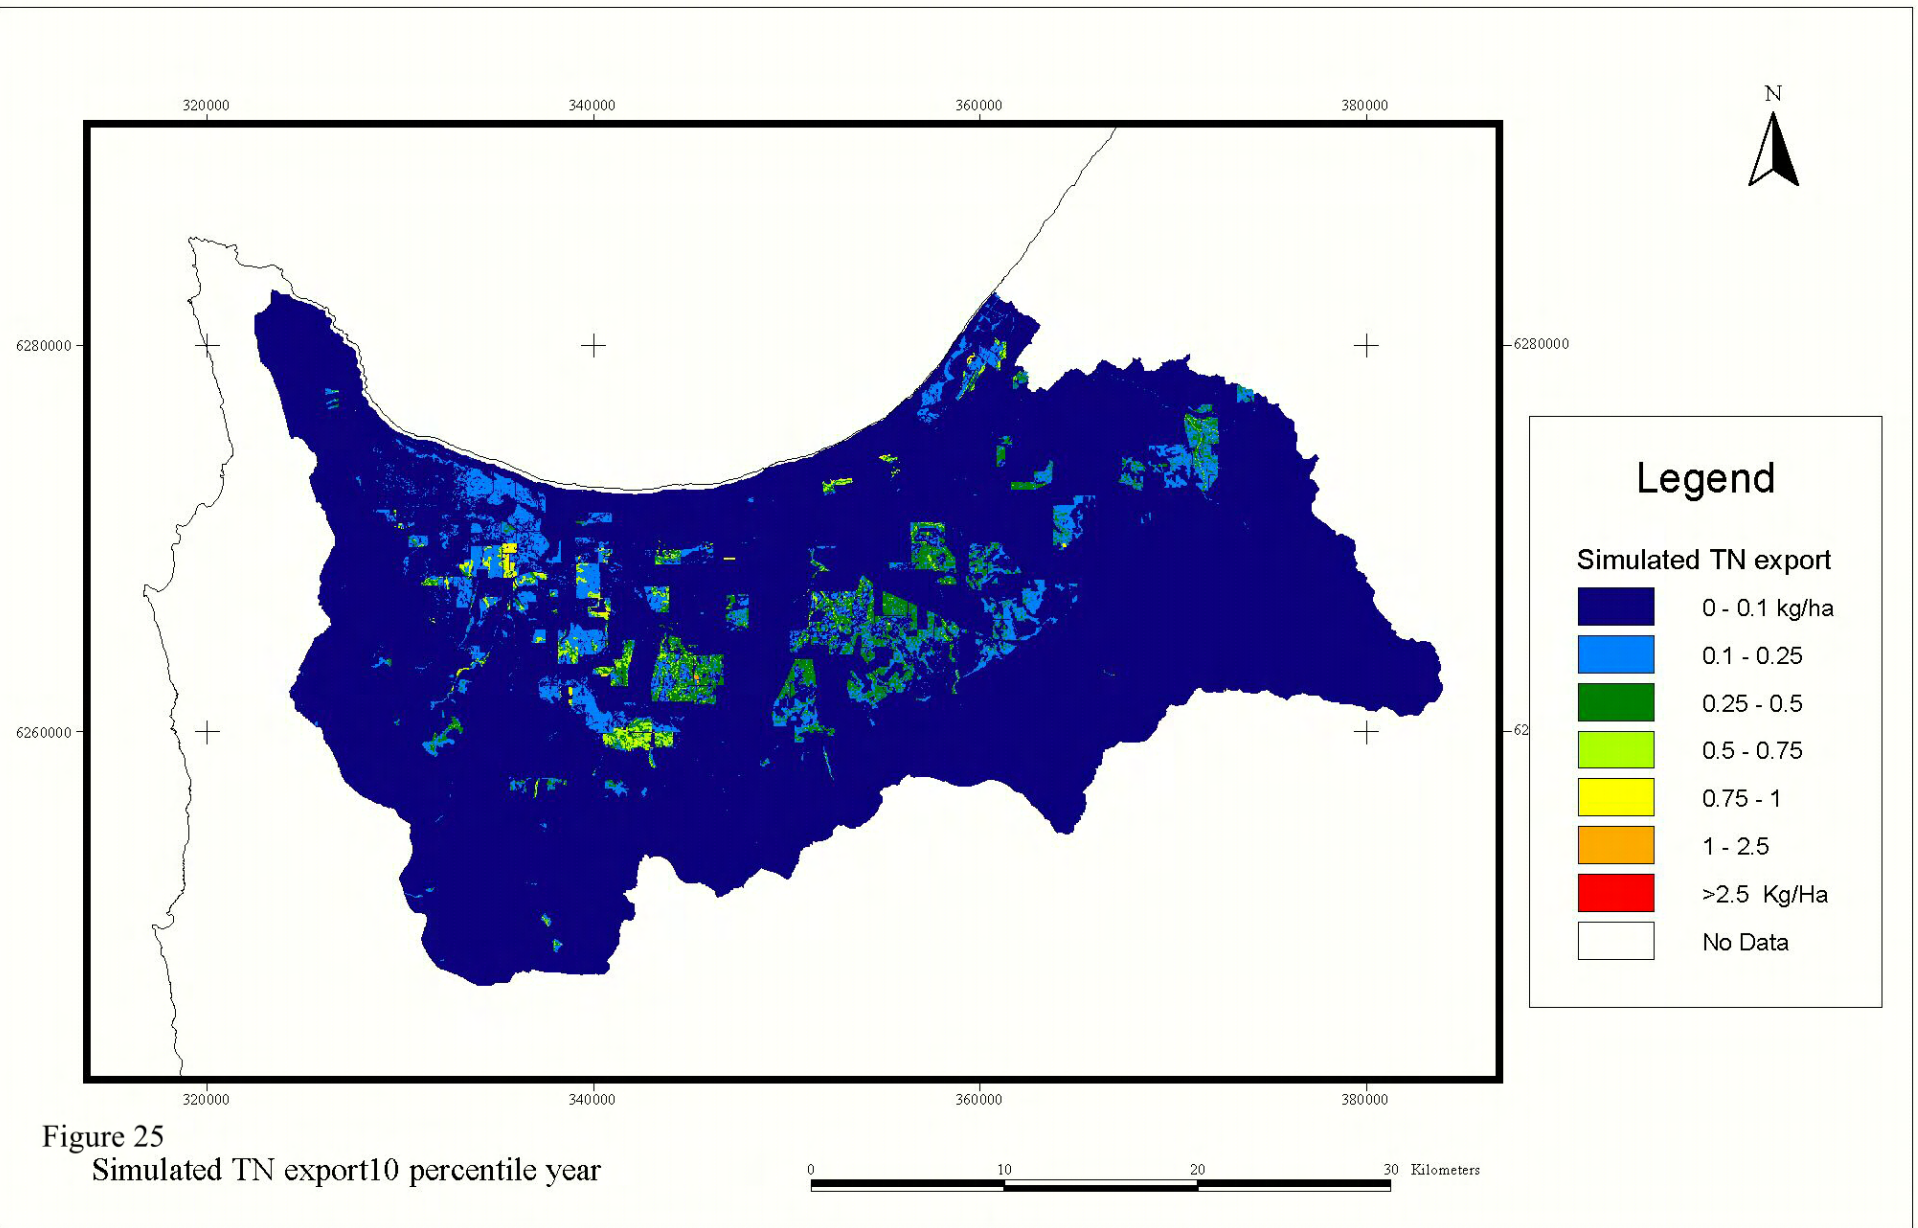 320000 340000 360000 380000
N
6280000 6280000
Legend
Simulated TN export
0 - 0.1 kg/ha
0.1 - 0.25
0.25 - 0.5
0.5 - 0.75
0.75 - 1
1 - 2.5
>2.5 Kg/Ha
No Data
6260000 62
320000 340000 360000 380000
Figure 25
Simulated TN export10 percentile year
0 10 20 30 Kilometers